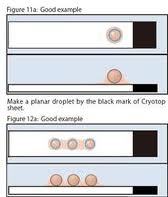 Figure 11a: Good example
Make a planar droplet by the black mark of Cryotop
sheet.
Figure 12a: Good example